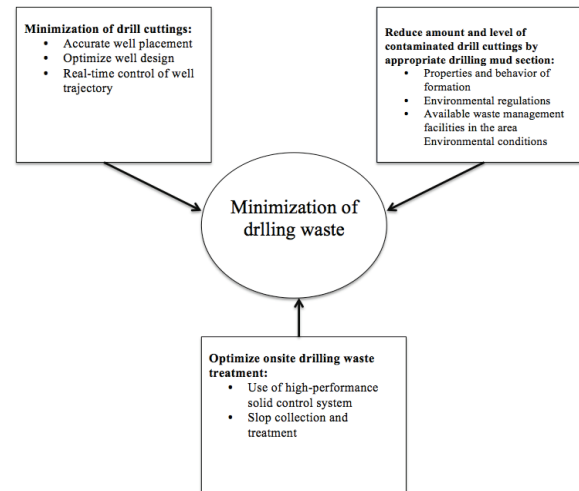 Minimization of drill cuttings:
• Accurate well placement
• Optimize well design
• Real-time control of well
trajectory
Reduce amount and level of
contaminated drill cuttings by
appropriate drilling mud section:
• Properties and behavior of
formation
• Environmental regulations
• Available waste management
facilities in the area
Environmental conditions
Minimization of
drlling waste
Optimize onsite drilling waste
treatment:
• Use of high-performance
solid control system
• Slop collection and
treatment